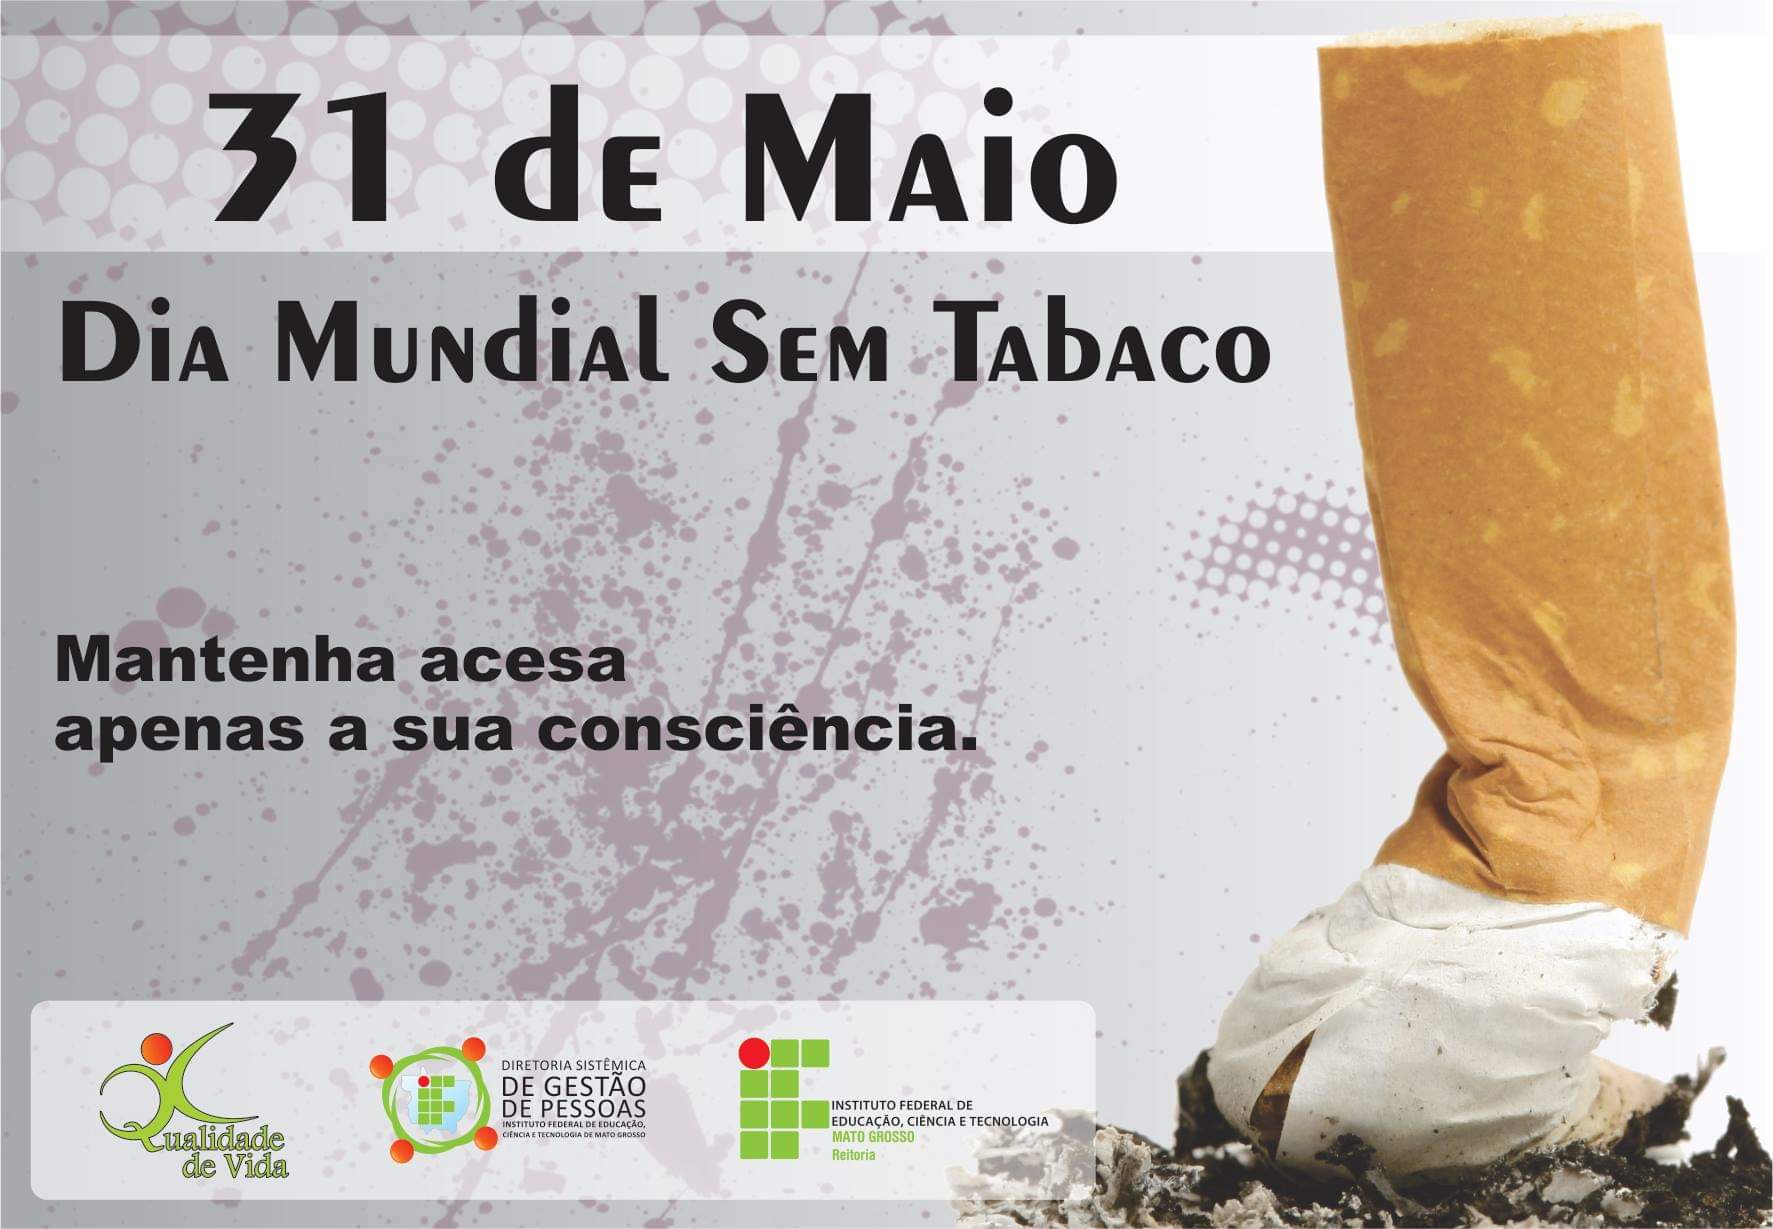 31 de Maio
Dia Mundial Sem Tabaco
Mantenha acesa
apenas a sua consciência.
Qualidade
de Vida
DIRETORIA SISTÊMICA
DE GESTÃO
DE PESSOAS
INSTITUTO FEDERAL DE EDUCAÇÃO,
CIÊNCIA E TECNOLOGIA DE MATO GROSSO
INSTITUTO FEDERAL DE
EDUCAÇÃO, CIÊNCIA E TECNOLOGIA
MATO GROSSO
Reitoria